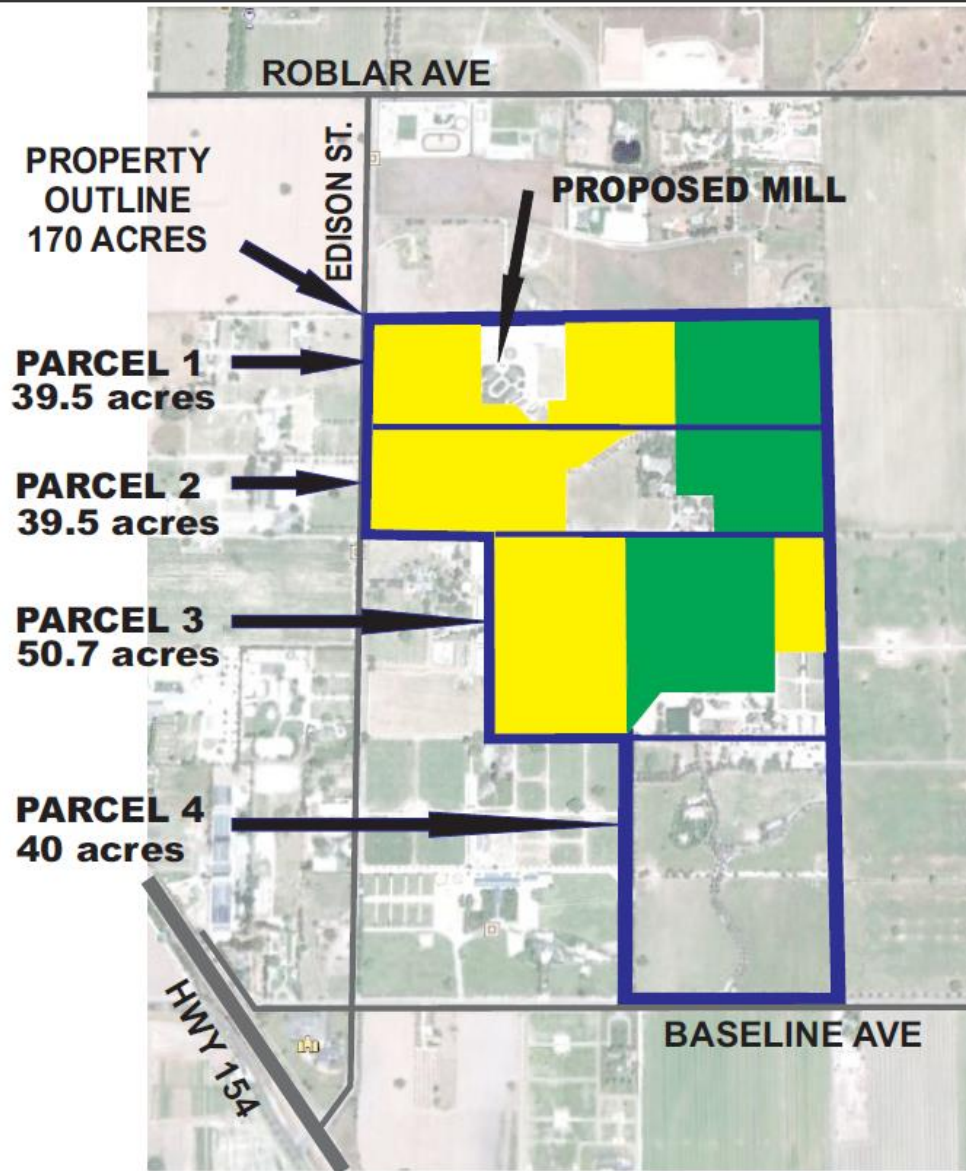 ROBLAR AVE
EDISON ST.
PROPERTY
OUTLINE
170 ACRES
PROPOSED MILL
PARCEL 1
39.5 acres
PARCEL 2
39.5 acres
PARCEL 3
50.7 acres
PARCEL 4
40 acres
HWY 154
BASELINE AVE